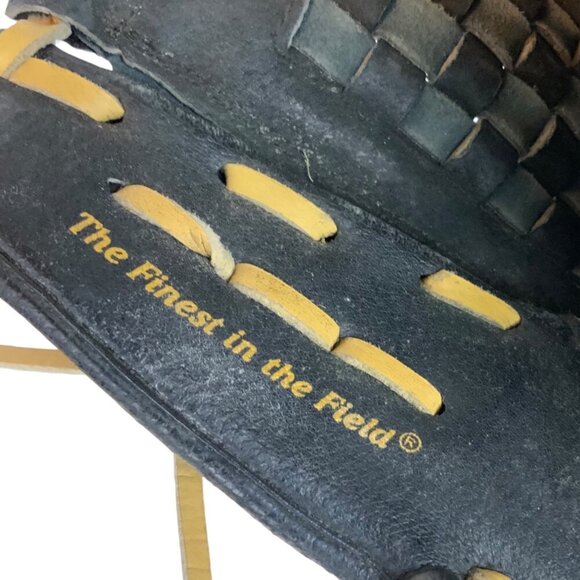 The Finest in the Field®